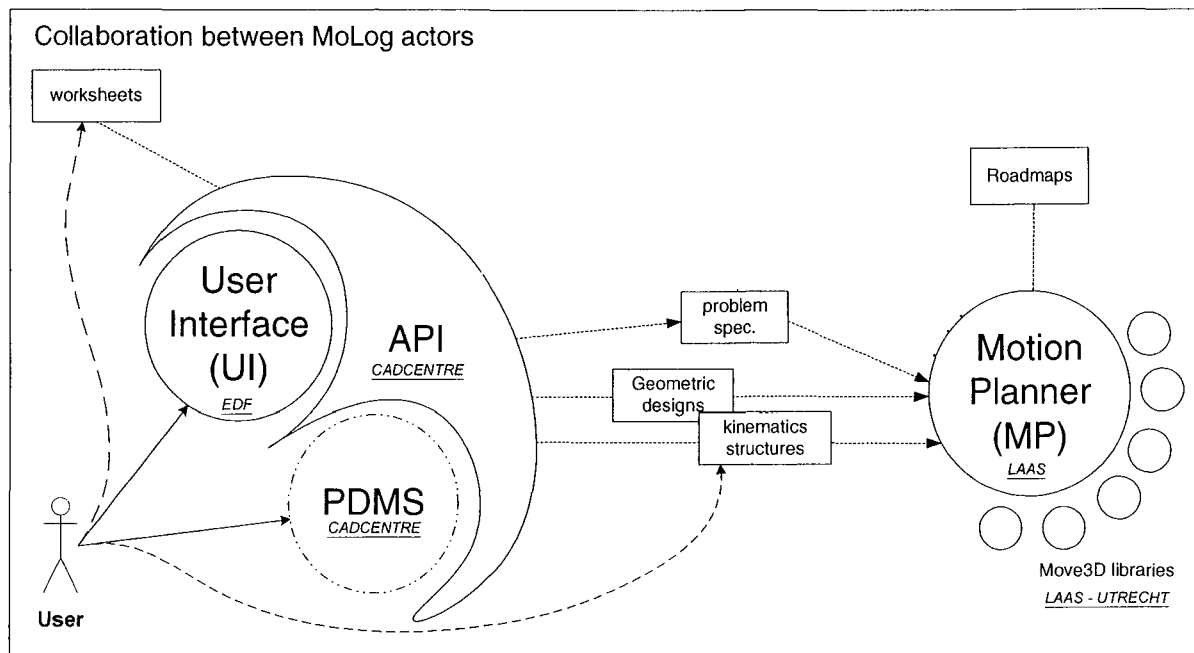 Collaboration between MoLog actors
worksheets
Roadmaps
User
Interface
(UI)
EDF
API
CADCENTRE
problem
spec.
Geometric
designs
kinematics
structures
Motion
Planner
(MP)
LAAS
PDMS
CADCENTRE
User
Move3D libraries
LAAS - UTRECHT